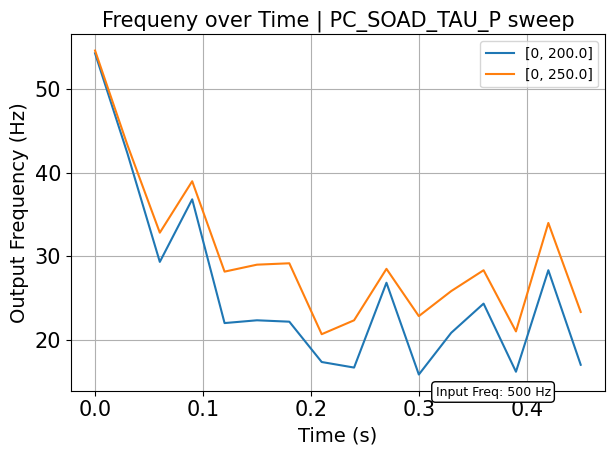 Frequeny over Time | PC_SOAD_TAU_P sweep
[0, 200.0]
[0, 250.0]
Output Frequency (Hz)
50
40
30
20
Input Freq: 500 Hz
0.0 0.1 0.2 0.3 0.4
Time (s)